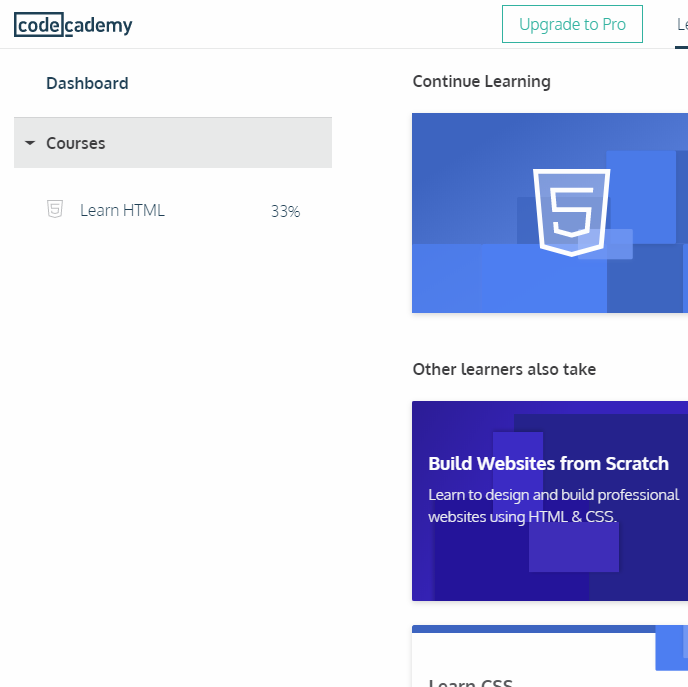 codecademy
Upgrade to Pro
Dashboard
Courses
Learn HTML
33%
Continue Learning
Other learners also take
Build Websites from Scratch
Learn to design and build professional
websites using HTML & CSS.
Learn CSS